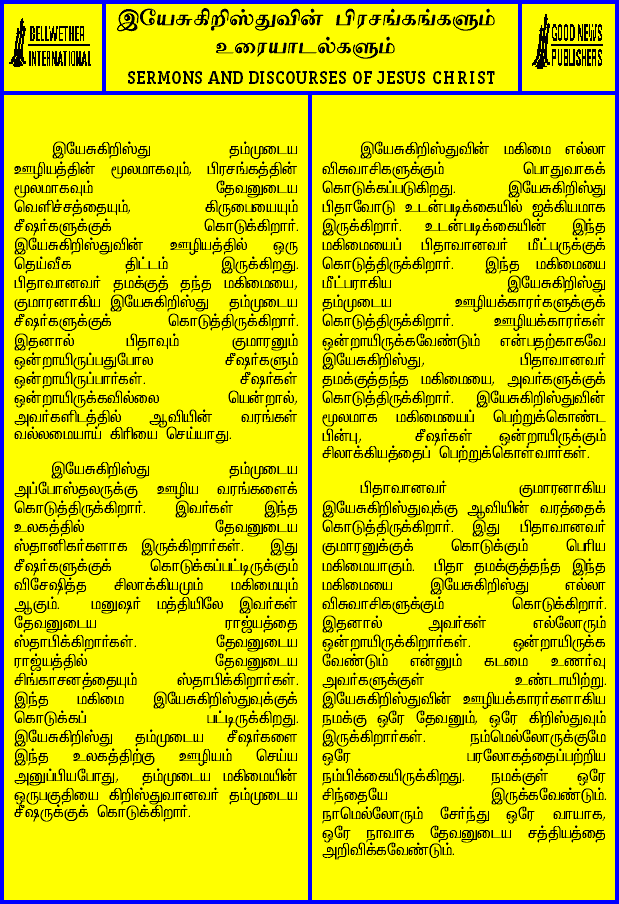 BELLWETHER
INTERNATIONAL
இயேசுகிறிஸ்துவின் பிரசங்கங்களும்
உரையாடல்களும்
SERMONS AND DISCOURSES OF JESUS CHRIST
GOOD NEWS
PUBLISHERS
இயேசுகிறிஸ்து தம்முடைய
ஊழியத்தின் மூலமாகவும், பிரசங்கத்தின்
மூலமாகவும் தேவனுடைய
வெளிச்சத்தையும், கிருபையையும்
சீஷர்களுக்குக் கொடுக்கிறார்.
இயேசுகிறிஸ்துவின் ஊழியத்தில் ஒரு
தெய்வீக திட்டம் இருக்கிறது.
பிதாவானவர் தமக்குத் தந்த மகிமையை,
குமாரனாகிய இயேசுகிறிஸ்து தம்முடைய
சீஷர்களுக்குக் கொடுத்திருக்கிறார்.
இதனால் பிதாவும் குமாரனும்
ஒன்றாயிருப்பதுபோல சீஷர்களும்
ஒன்றாயிருப்பார்கள். சீஷர்கள்
ஒன்றாயிருக்கவில்லை யென்றால்,
அவர்களிடத்தில் ஆவியின் வரங்கள்
வல்லமையாய் கிரியை செய்யாது.
இயேசுகிறிஸ்து தம்முடைய
அப்போஸ்தலருக்கு ஊழிய வரங்களைக்
கொடுத்திருக்கிறார். இவர்கள் இந்த
உலகத்தில் தேவனுடைய
ஸ்தானிகர்களாக இருக்கிறார்கள். இது
சீஷர்களுக்குக் கொடுக்கப்பட்டிருக்கும்
விசேஷித்த சிலாக்கியமும் மகிமையும்
ஆகும். மனுஷர் மத்தியிலே இவர்கள்
தேவனுடைய ராஜ்யத்தை
ஸ்தாபிக்கிறார்கள். தேவனுடைய
ராஜ்யத்தில் தேவனுடைய
சிங்காசனத்தையும் ஸ்தாபிக்கிறார்கள்.
இந்த மகிமை இயேசுகிறிஸ்துவுக்குக்
கொடுக்கப் பட்டிருக்கிறது.
இயேசுகிறிஸ்து தம்முடைய சீஷர்களை
இந்த உலகத்திற்கு ஊழியம் செய்ய
அனுப்பியபோது, தம்முடைய மகிமையின்
ஒருபகுதியை கிறிஸ்துவானவர் தம்முடைய
சீஷருக்குக் கொடுக்கிறார்.
இயேசுகிறிஸ்துவின் மகிமை எல்லா
விசுவாசிகளுக்கும் பொதுவாகக்
கொடுக்கப்படுகிறது. இயேசுகிறிஸ்து
பிதாவோடு உடன்படிக்கையில் ஐக்கியமாக
இருக்கிறார். உடன்படிக்கையின் இந்த
மகிமையைப் பிதாவானவர் மீட்பருக்குக்
கொடுத்திருக்கிறார். இந்த மகிமையை
மீட்பராகிய இயேசுகிறிஸ்து
தம்முடைய ஊழியக்காரர்களுக்குக்
கொடுத்திருக்கிறார். ஊழியக்காரர்கள்
ஒன்றாயிருக்கவேண்டும் என்பதற்காகவே
இயேசுகிறிஸ்து, பிதாவானவர்
தமக்குத்தந்த மகிமையை, அவர்களுக்குக்
கொடுத்திருக்கிறார். இயேசுகிறிஸ்துவின்
மூலமாக மகிமையைப் பெற்றுக்கொண்ட
பின்பு, சீஷர்கள் ஒன்றாயிருக்கும்
சிலாக்கியத்தைப் பெற்றுக்கொள்வார்கள்.
பிதாவானவர் குமாரனாகிய
இயேசுகிறிஸ்துவுக்கு ஆவியின் வரத்தைக்
கொடுத்திருக்கிறார். இது பிதாவானவர்
குமாரனுக்குக் கொடுக்கும் பெரிய
மகிமையாகும். பிதா தமக்குத்தந்த இந்த
மகிமையை இயேசுகிறிஸ்து எல்லா
விசுவாசிகளுக்கும் கொடுக்கிறார்.
இதனால் அவர்கள் எல்லோரும்
ஒன்றாயிருக்கிறார்கள். ஒன்றாயிருக்க
வேண்டும் என்னும் கடமை உணர்வு
அவர்களுக்குள் உண்டாயிற்று.
இயேசுகிறிஸ்துவின் ஊழியக்காரர்களாகிய
நமக்கு ஒரே தேவனும், ஒரே கிறிஸ்துவும்
இருக்கிறார்கள். நம்மெல்லோருக்குமே
ஒரே பரலோகத்தைப்பற்றிய
நம்பிக்கையிருக்கிறது. நமக்குள் ஒரே
சிந்தையே இருக்கவேண்டும்.
நாமெல்லோரும் சேர்ந்து ஒரே வாயாக,
ஒரே நாவாக தேவனுடைய சத்தியத்தை
அறிவிக்கவேண்டும்.